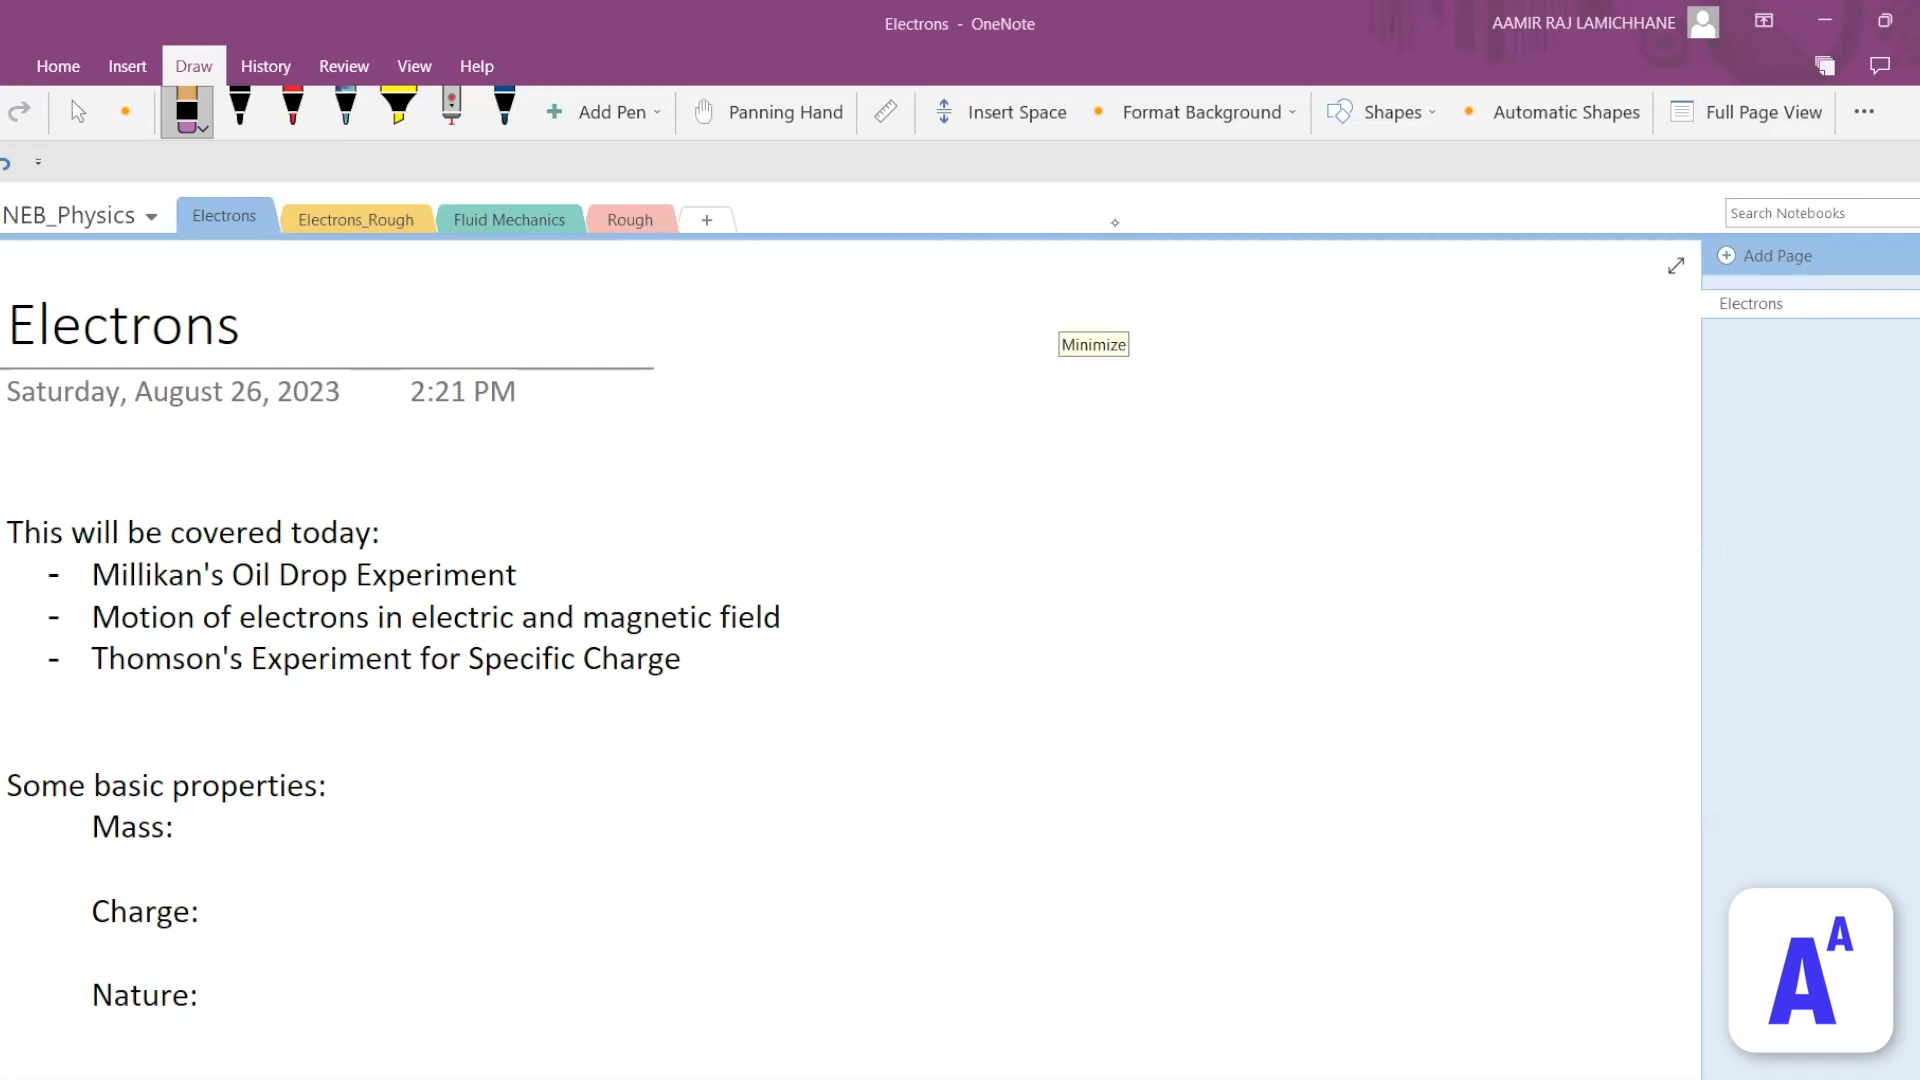 Electrons - OneNote
AAMIR RAJ LAMICHHANE
Home Insert Draw History Review View Help
Add Pen Panning Hand Insert Space Format Background Shapes Automatic Shapes Full Page View
NEB_Physics Electrons Electrons_Rough Fluid Mechanics Rough + Search Notebooks
Add Page
Electrons
Electrons
Minimize
Saturday, August 26, 2023 2:21 PM
This will be covered today:
- Millikan's Oil Drop Experiment
- Motion of electrons in electric and magnetic field
- Thomson's Experiment for Specific Charge
Some basic properties:
Mass:
Charge:
Nature:
AA